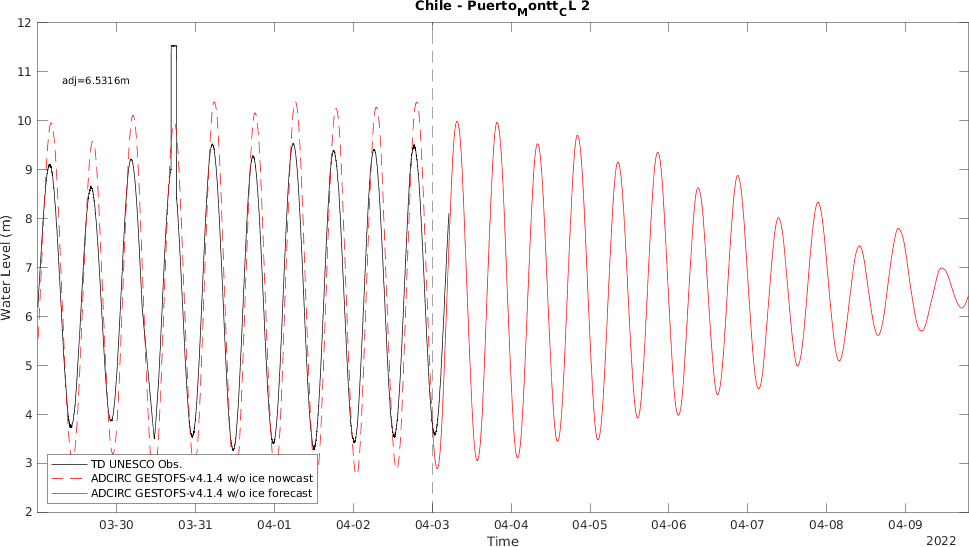 Chile - PuertoMonttCL 2
12
11
10
9
8
7
6
5
4
3
2
Water Level (m)
adj=6.5316m
TD UNESCO Obs.
ADCIRC GESTOFS-v4.1.4 w/o ice nowcast
ADCIRC GESTOFS-v4.1.4 w/o ice forecast
03-30 03-31 04-01 04-02 04-03 04-04 04-05 04-06 04-07 04-08 04-09
Time
2022